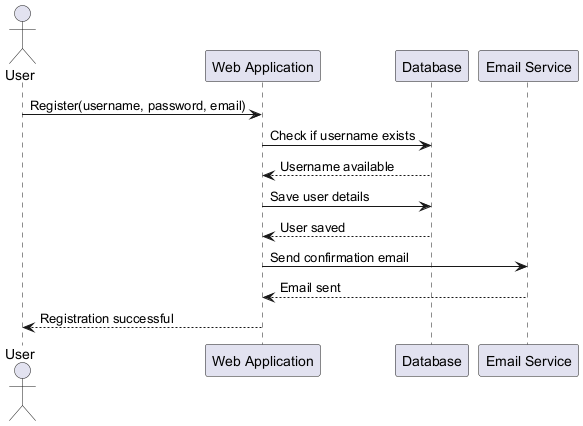 User
Web Application
Database
Email Service
Register(username, password, email)
Check if username exists
Username available
Save user details
User saved
Send confirmation email
Email sent
Registration successful
User
Web Application
Database
Email Service